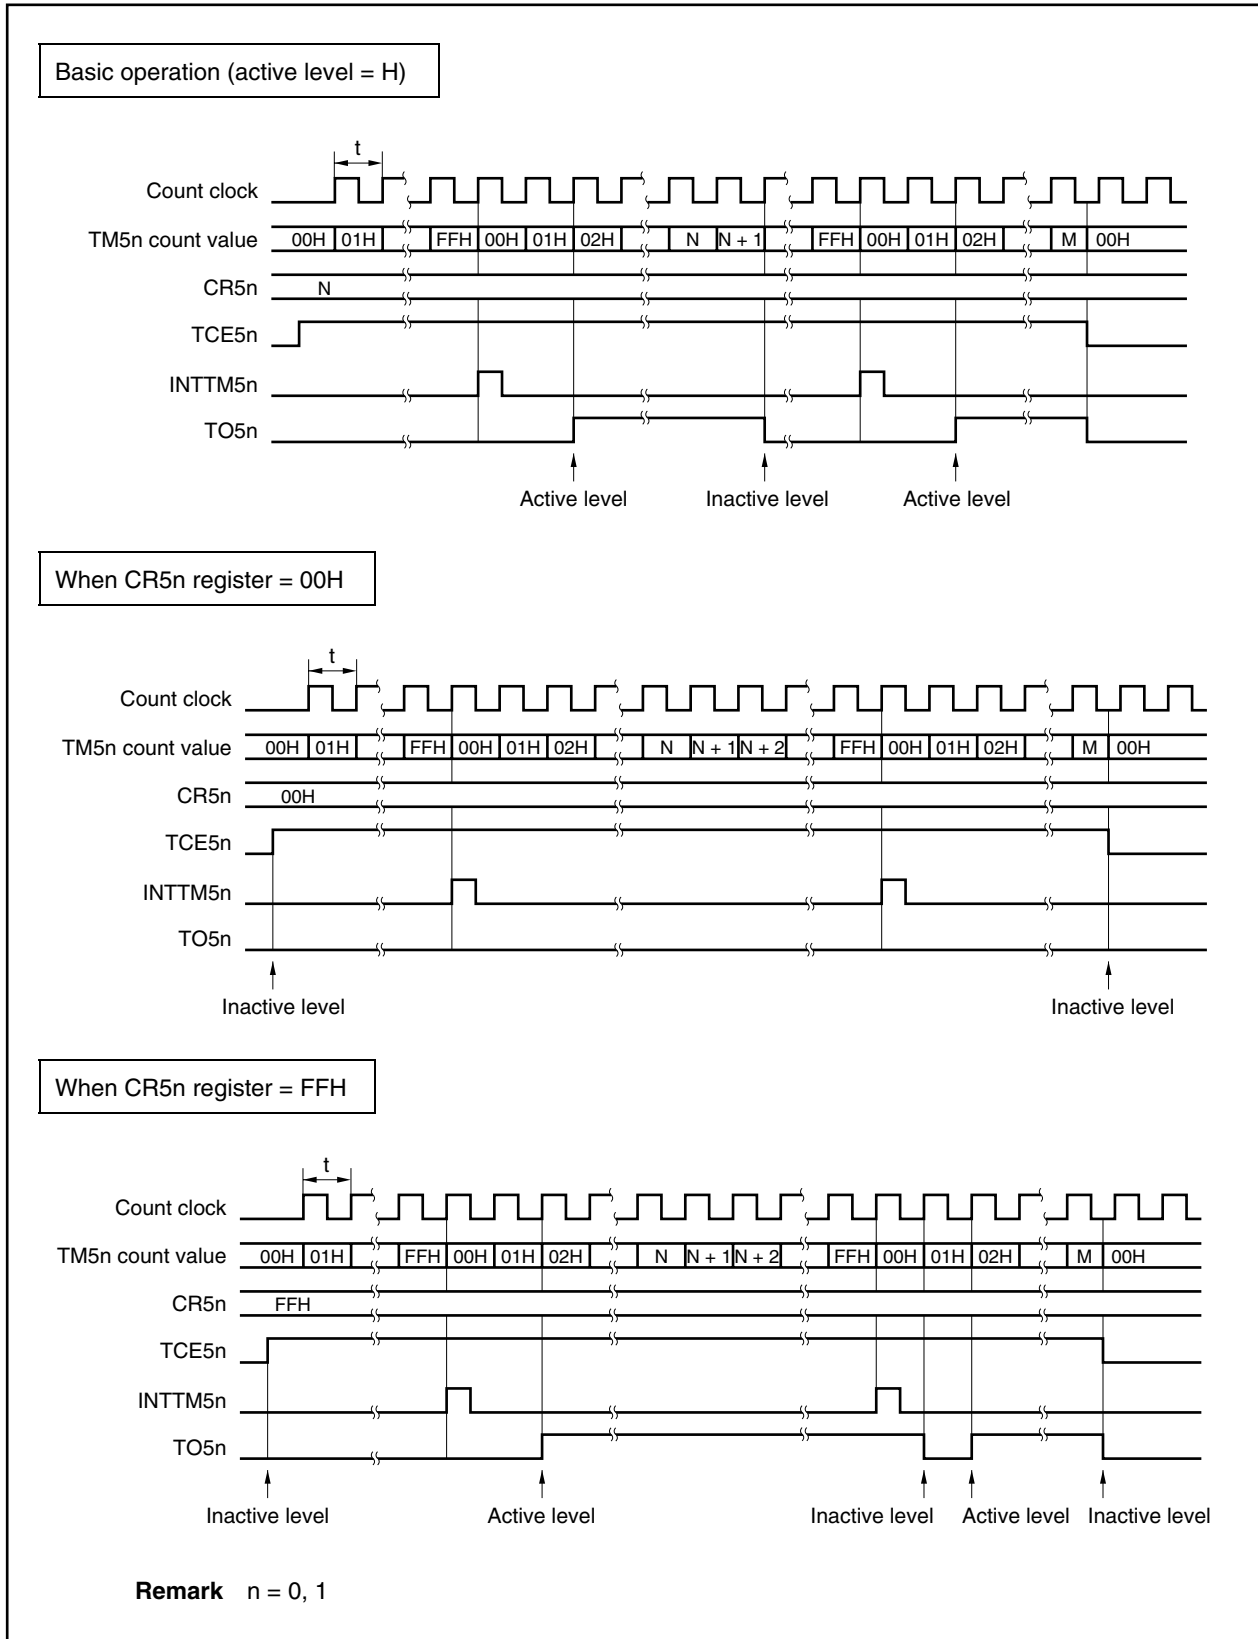 Basic operation (active level = H)
t
Count clock
TM5n count value 00H 01H FFH 00H 01H 02H N N + 1 FFH 00H 01H 02H M 00H
CR5n N
TCE5n
INTTM5n
TO5n
Active level Inactive level Active level
When CR5n register = 00H
t
Count clock
TM5n count value 00H 01H FFH 00H 01H 02H N N + 1 N + 2 FFH 00H 01H 02H M 00H
CR5n 00H
TCE5n
INTTM5n
TO5n
Inactive level Inactive level
When CR5n register = FFH
t
Count clock
TM5n count value 00H 01H FFH 00H 01H 02H N N + 1 N + 2 FFH 00H 01H 02H M 00H
CR5n FFH
TCE5n
INTTM5n
TO5n
Inactive level Active level Inactive level Active level Inactive level
Remark n = 0, 1